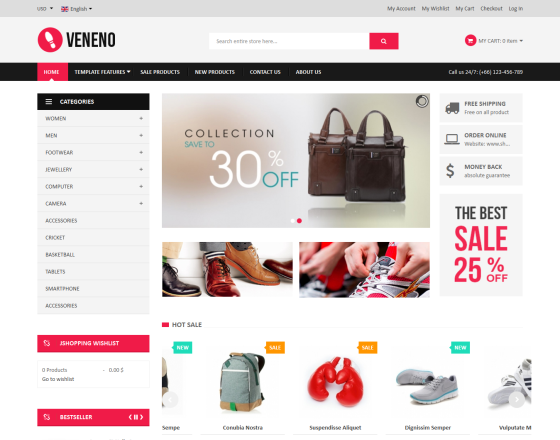 USD English My Account My Wishlist My Cart Checkout Log In
VENENO Search entire store here... MY CART: 0 item
HOME TEMPLATE FEATURES SALE PRODUCTS NEW PRODUCTS CONTACT US ABOUT US Call us 24/7: (+66) 123-456-789
CATEGORIES
WOMEN +
MEN +
FOOTWEAR +
JEWELLERY +
COMPUTER +
CAMERA +
ACCESSORIES
CRICKET
BASKETBALL
TABLETS
SMARTPHONE
ACCESSORIES
COLLECTION
SAVE TO
30% OFF
FREE SHIPPING
Free on all product
ORDER ONLINE
Website: www.sh...
MONEY BACK
absolute guarantee
THE BEST
SALE
25% OFF
JSHOPPING WISHLIST
0 Products - 0,00 $
Go to wishlist
BESTSELLER
HOT SALE
NEW SALE SALE NEW
Sempe Conubia Nostra Suspendisse Aliquet Dignissim Semper Vulputate M